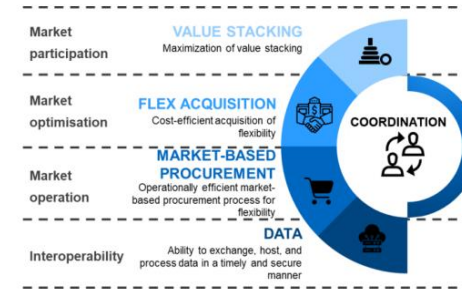 Market
participation
VALUE STACKING
Maximization of value stacking
Market
optimisation
FLEX ACQUISITION
Cost-efficient acquisition of
flexibility
Market
operation
MARKET-BASED
PROCUREMENT
Operationally efficient market-
based procurement process for
flexibility
Interoperability
DATA
Ability to exchange, host, and
process data in a timely and secure
manner
COORDINATION